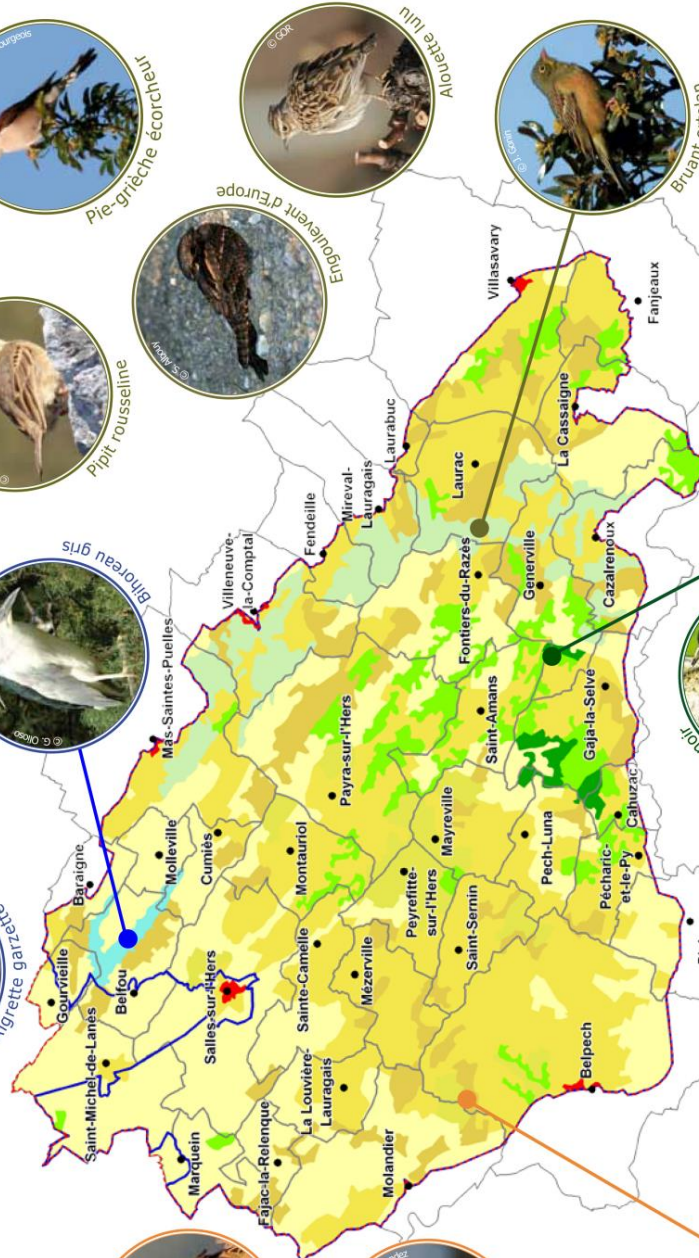 ourgeois
Pie-grièche écorcheur
Pipit rousseline
© G. Olioso
Bihoreau gris
igrette garzette
© GOR
Alouette lulu
© S. Albouy
Engoulevent d'Europe
© J. Gonin
Gourvieille
Baraigne
Saint-Michel-de-Lanès
Belfou
Molleville
Mas-Saintes-Puelles
Marquein
Salles-sur-l'Hers
Cumiès
Villeneuve-
la-Comptal
Fajac-la-Relenque
Sainte-Camelle
Montauriol
Payra-sur-l'Hers
Fendeille
La Louvière-
Lauragais
Mézerville
Mireval-
Lauragais
Molandier
Peyrefitte-
sur-l'Hers
Mayreville
Laurabuc
Saint-Sernin
Saint-Amans
Fontiers-du-Razès
Laurac
Villasavary
Pech-Luna
Generville
La Cassaigne
Belpech
Pécharic-
et-le-Py
Cahuzac
Gaja-la-Selve
Cazalrenoux
Fanjeaux